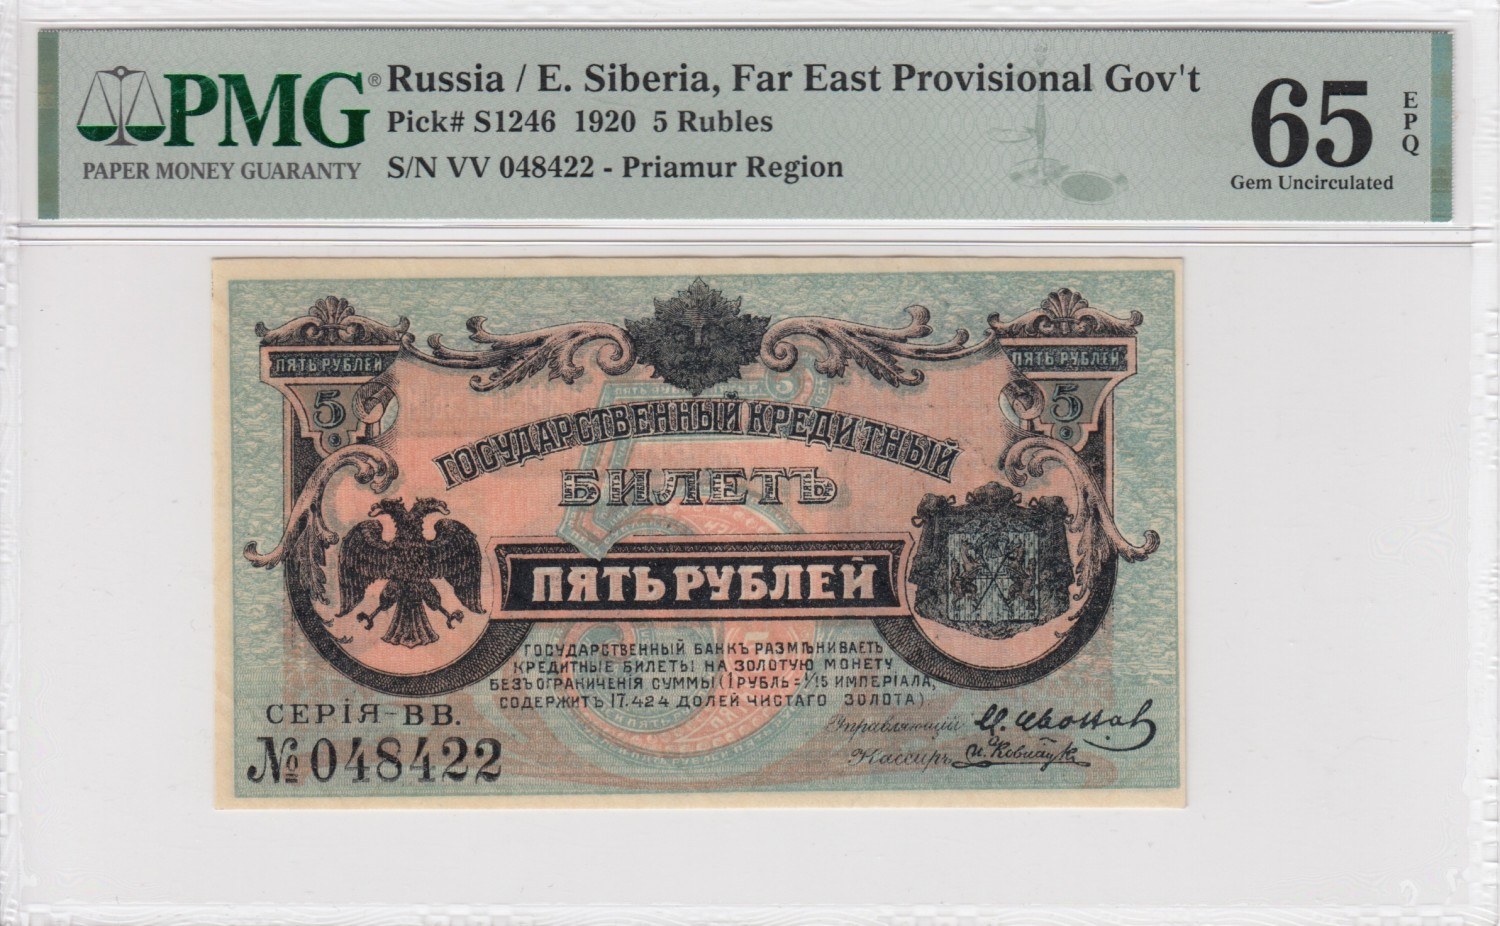 PMG®
PAPER MONEY GUARANTY
Russia / E. Siberia, Far East Provisional Gov't
Pick# S1246 1920 5 Rubles
S/N VV 048422 - Priamur Region
65
EPQ
Gem Uncirculated
ПЯТЬ РУБЛЕЙ
5
ПЯТЬ РУБЛЕЙ
5
ГОСУДАРСТВЕННЫЙ КРЕДИТНЫЙ
БИЛЕТЪ
ПЯТЬ РУБЛЕЙ
ГОСУДАРСТВЕННЫЙ БАНКЪ РАЗМѢНИВАЕТЪ
КРЕДИТНЫЕ БИЛЕТЫ НА ЗОЛОТУЮ МОНЕТУ
БЕЗЪ ОГРАНИЧЕНІЯ СУММЫ (1 РУБЛЬ = 1/15 ИМПЕРІАЛА,
СОДЕРЖИТЪ 17.424 ДОЛЕЙ ЧИСТАГО ЗОЛОТА)
СЕРІЯ-ВВ.
№ 048422
Управляющій
Кассиръ